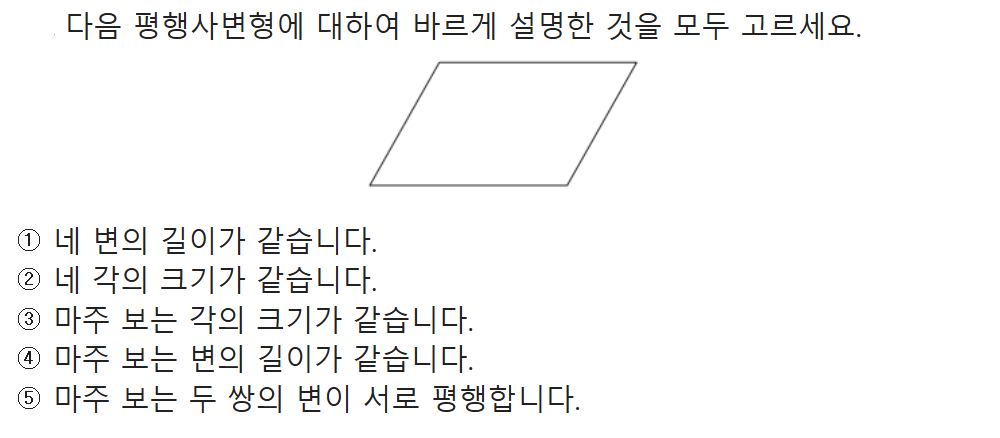 다음 평행사변형에 대하여 바르게 설명한 것을 모두 고르세요.
① 네 변의 길이가 같습니다.
② 네 각의 크기가 같습니다.
③ 마주 보는 각의 크기가 같습니다.
④ 마주 보는 변의 길이가 같습니다.
⑤ 마주 보는 두 쌍의 변이 서로 평행합니다.